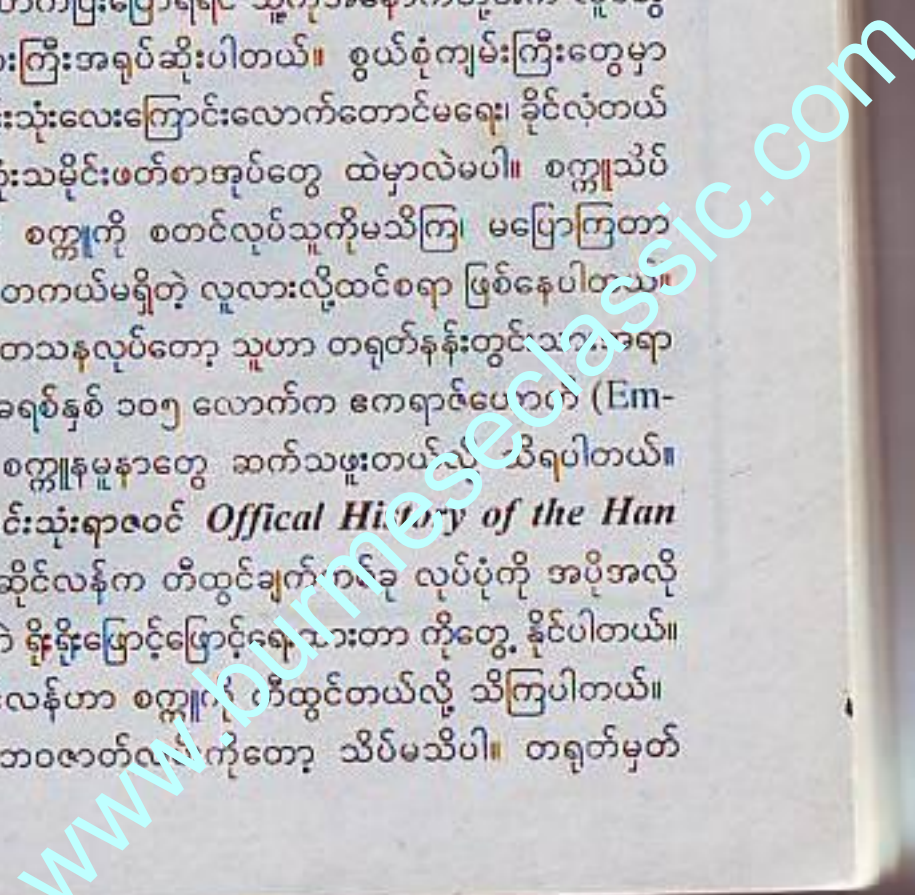 းကြီးအရုပ်ဆိုးပါတယ်။ စွယ်စုံကျမ်းကြီးတွေမှာ
းသုံးလေးကြောင်းလောက်တောင်မရေး၊ ခိုင်လုံတယ်
သမိုင်းဖတ်စာအုပ်တွေ ထဲမှာလဲမပါ။ စက္ကူသိပ်
စက္ကူကို စတင်လုပ်သူကိုမသိကြ၊ မပြောကြတာ
တကယ်မရှိတဲ့ လူလားလို့ထင်စရာ ဖြစ်နေပါတယ်။
တသနလုပ်တော့ သူဟာ တရုတ်နန်းတွင်းသားအရာ
ခရစ်နှစ် ၁၀၅ လောက်က ဧကရာဇ် (Em-
စက္ကူနမူနာတွေ ဆက်သဖူးတယ်လို့ သိရပါတယ်။
င်းသုံးရာဇဝင် Offical History of the Han
ဆိုင်လန်က တီထွင်ချက် လုပ်ပုံကို အပိုအလို
ရိုးရိုးဖြောင့်ဖြောင့်ရေးထားတာ ကိုတွေ့ နိုင်ပါတယ်။
းလန်ဟာ စက္ကူကို တီထွင်တယ်လို့ သိကြပါတယ်။
ဘဝဇာတ်လမ်းကိုတော့ သိပ်မသိပါ။ တရုတ်မှတ်
www.burmeseclassic.com